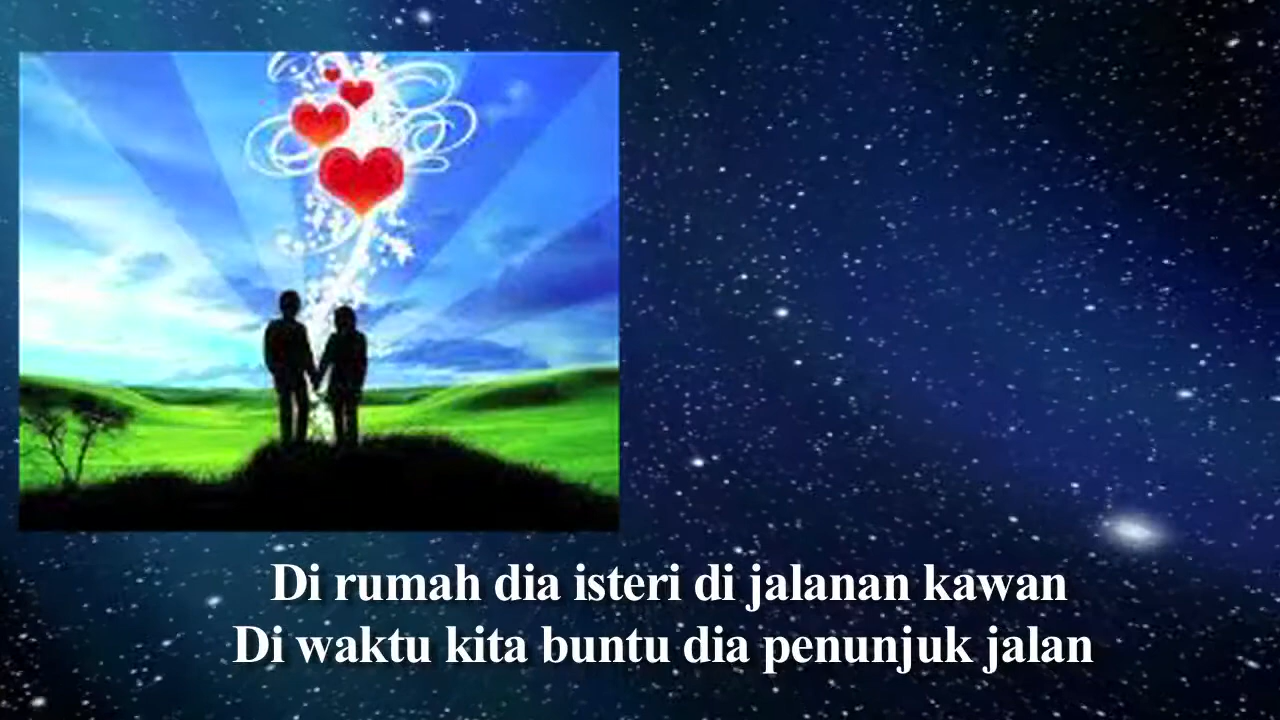 Di rumah dia isteri di jalanan kawan
Di waktu kita buntu dia penunjuk jalan